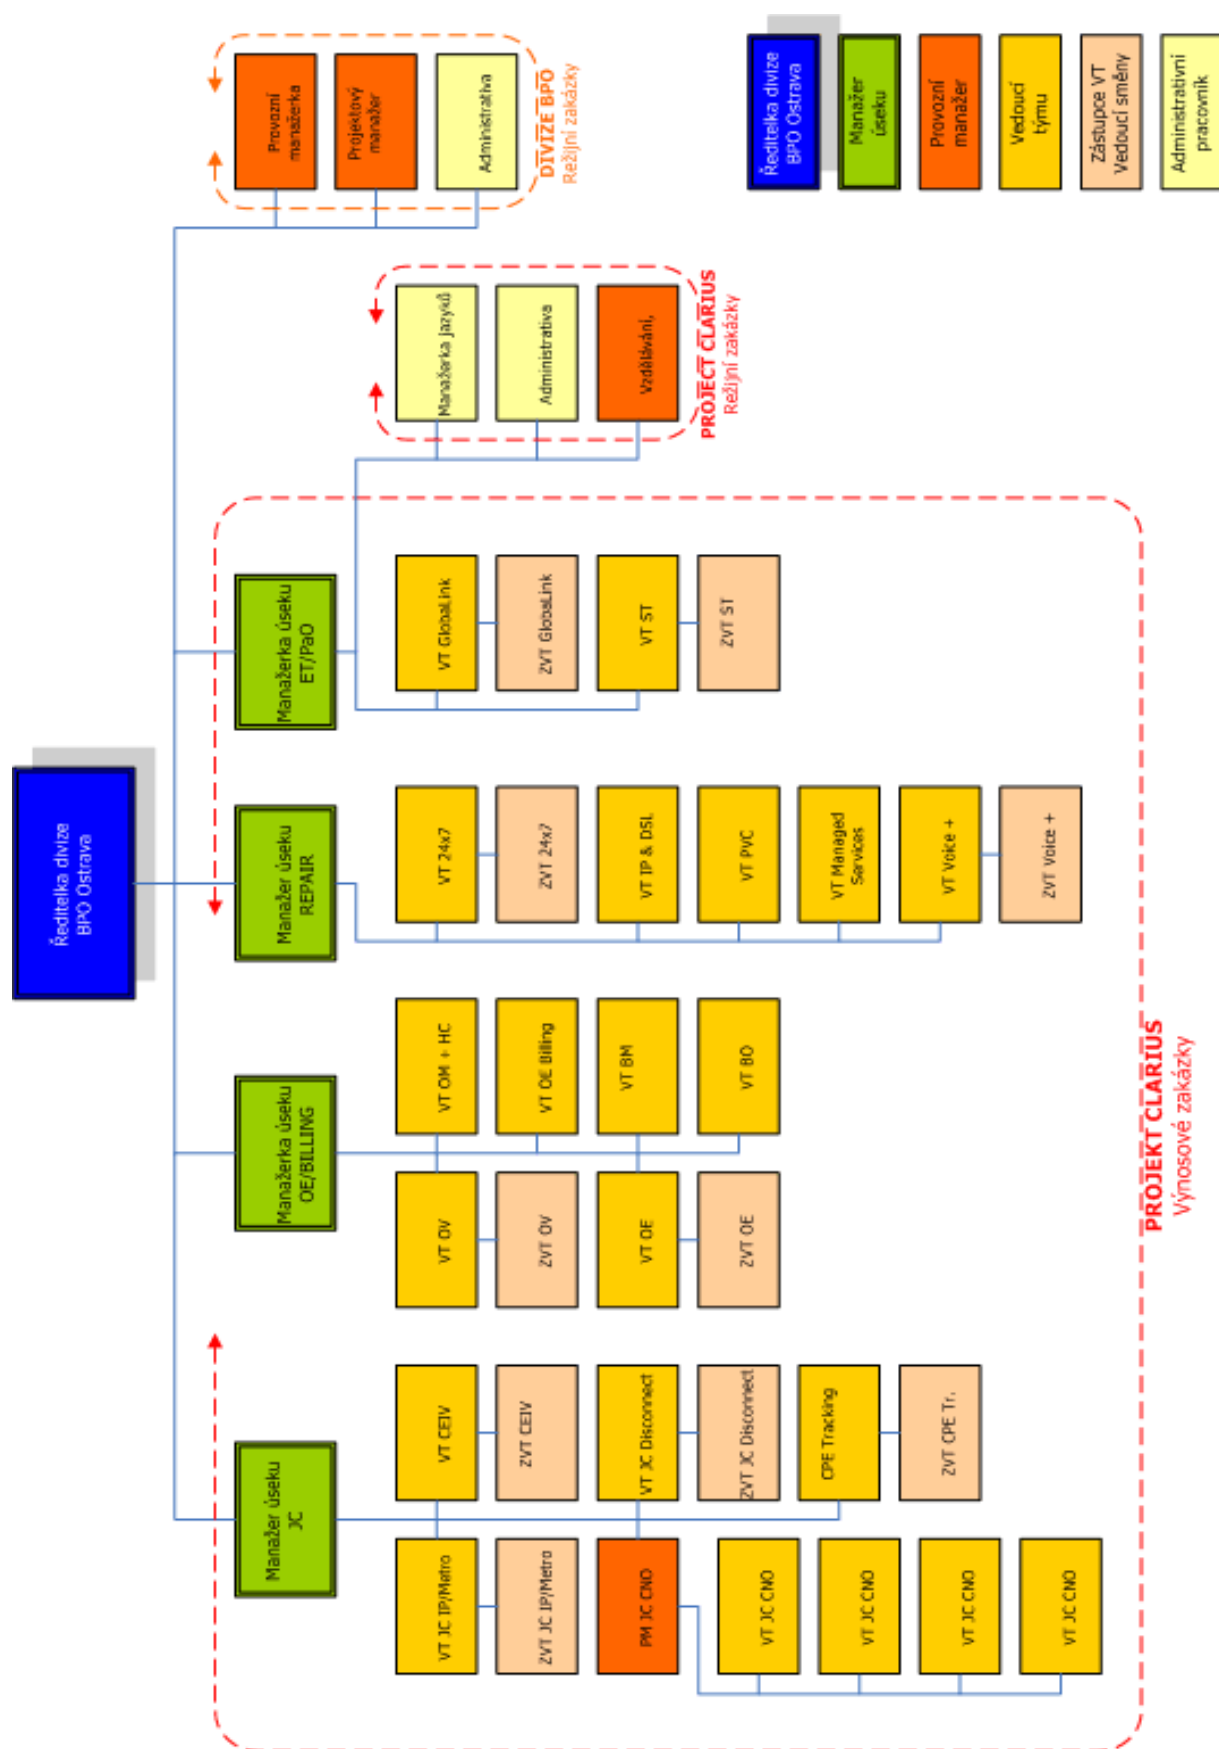 Ředitelka divize
BPO Ostrava
Manažer úseku
JC
Manažerka úseku
OE/BILLING
Manažer úseku
REPAIR
Manažerka úseku
ET/PaO
VT JC IP/Metro
ZVT JC IP/Metro
PM JC CNO
VT JC CNO
VT JC CNO
VT JC CNO
VT JC CNO
VT CEIV
ZVT CEIV
VT JC Disconnect
ZVT JC Disconnect
CPE Tracking
ZVT CPE Tr.
VT OV
ZVT OV
VT OE
ZVT OE
VT OM + HC
VT OE Billing
VT BM
VT BO
VT 24x7
ZVT 24x7
VT IP & DSL
VT PVC
VT Managed
Services
VT Voice +
ZVT Voice +
VT GlobaLink
ZVT GlobaLink
VT ST
ZVT ST
PROJEKT CLARIUS
Výnosové zakázky
Manažerka jazyků
Administrativa
Vzdělávání,
PROJECT CLARIUS
Režijní zakázky
Provozní
manažerka
Projektový
manažer
Administrativa
DIVIZE BPO
Režijní zakázky
Ředitelka divize
BPO Ostrava
Manažer
úseku
Provozní
manažer
Vedoucí
týmu
Zástupce VT
Vedoucí směny
Administrativní
pracovník